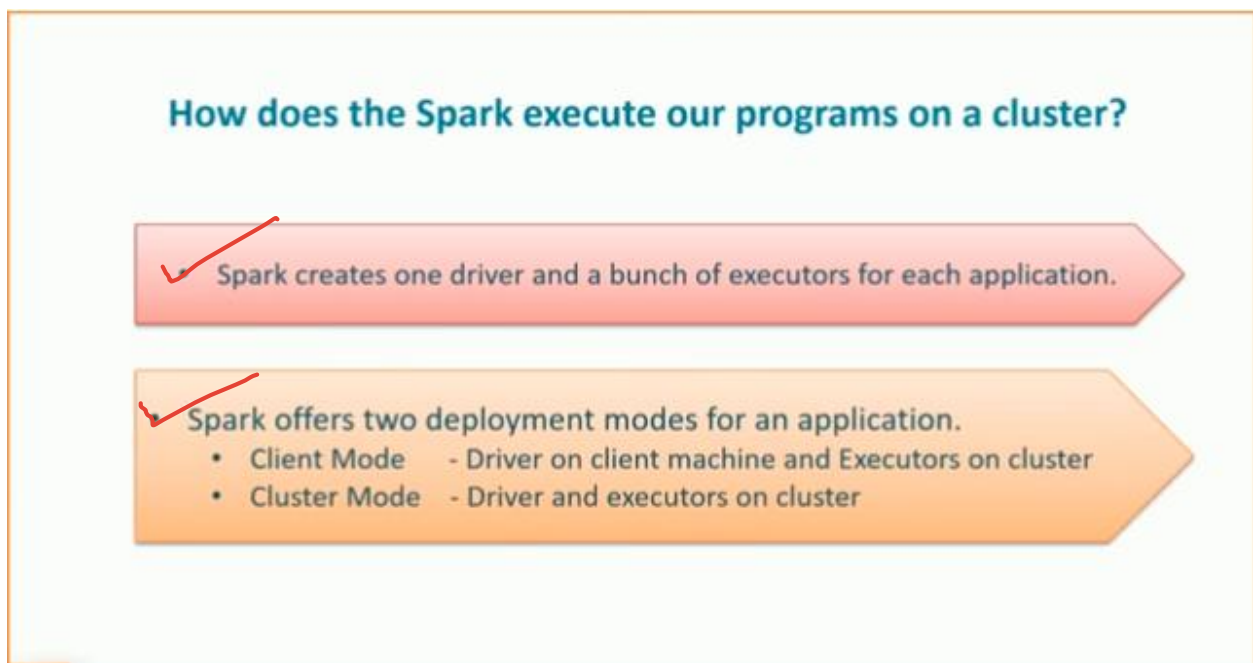 How does the Spark execute our programs on a cluster?
• Spark creates one driver and a bunch of executors for each application.
• Spark offers two deployment modes for an application.
• Client Mode - Driver on client machine and Executors on cluster
• Cluster Mode - Driver and executors on cluster